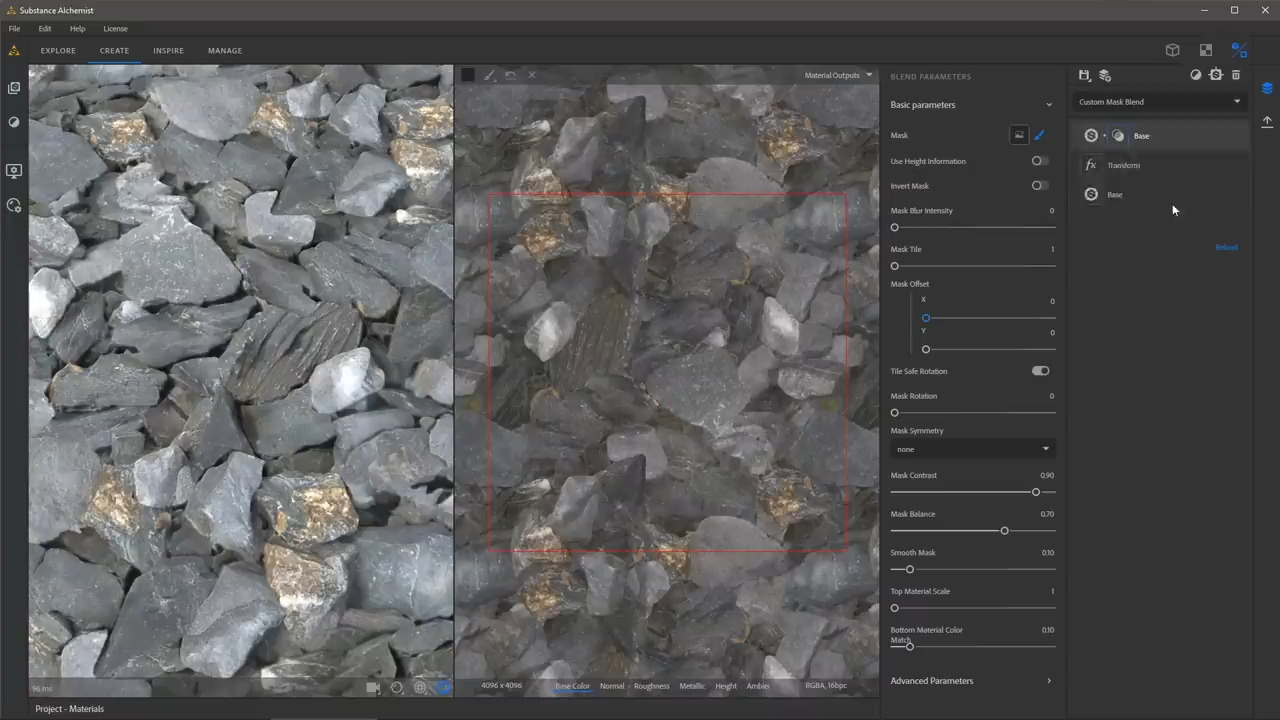 Substance Alchemist
File Edit Help License
EXPLORE CREATE INSPIRE MANAGE
Material Outputs
BLEND PARAMETERS
Custom Mask Blend
Basic parameters
Base
Mask
Transform
Use Height Information
Invert Mask
Base
Mask Blur Intensity 0
Reload
Mask Tile 1
Mask Offset
X 0
Y 0
Tile Safe Rotation
Mask Rotation 0
Mask Symmetry
none
Mask Contrast 0.90
Mask Balance 0.70
Smooth Mask 0.10
Top Material Scale 1
Bottom Material Color Match 0.10
Advanced Parameters
96 ms
4096 x 4096 Base Color Normal Roughness Metallic Height Ambier RGBA, 16bpc
Project - Materials